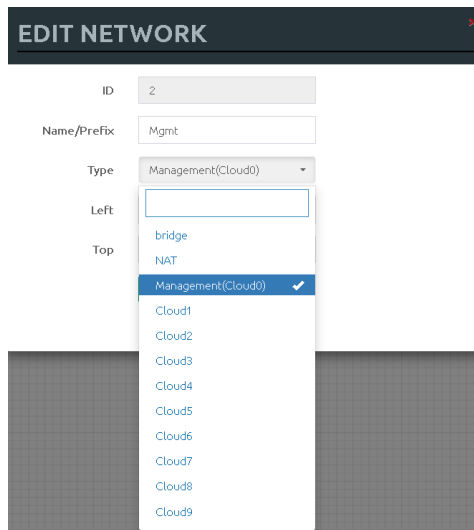 EDIT NETWORK
ID
2
Name/Prefix
Mgmt
Type
Management(Cloud0)
Left
Top
bridge
NAT
Management(Cloud0)
Cloud1
Cloud2
Cloud3
Cloud4
Cloud5
Cloud6
Cloud7
Cloud8
Cloud9